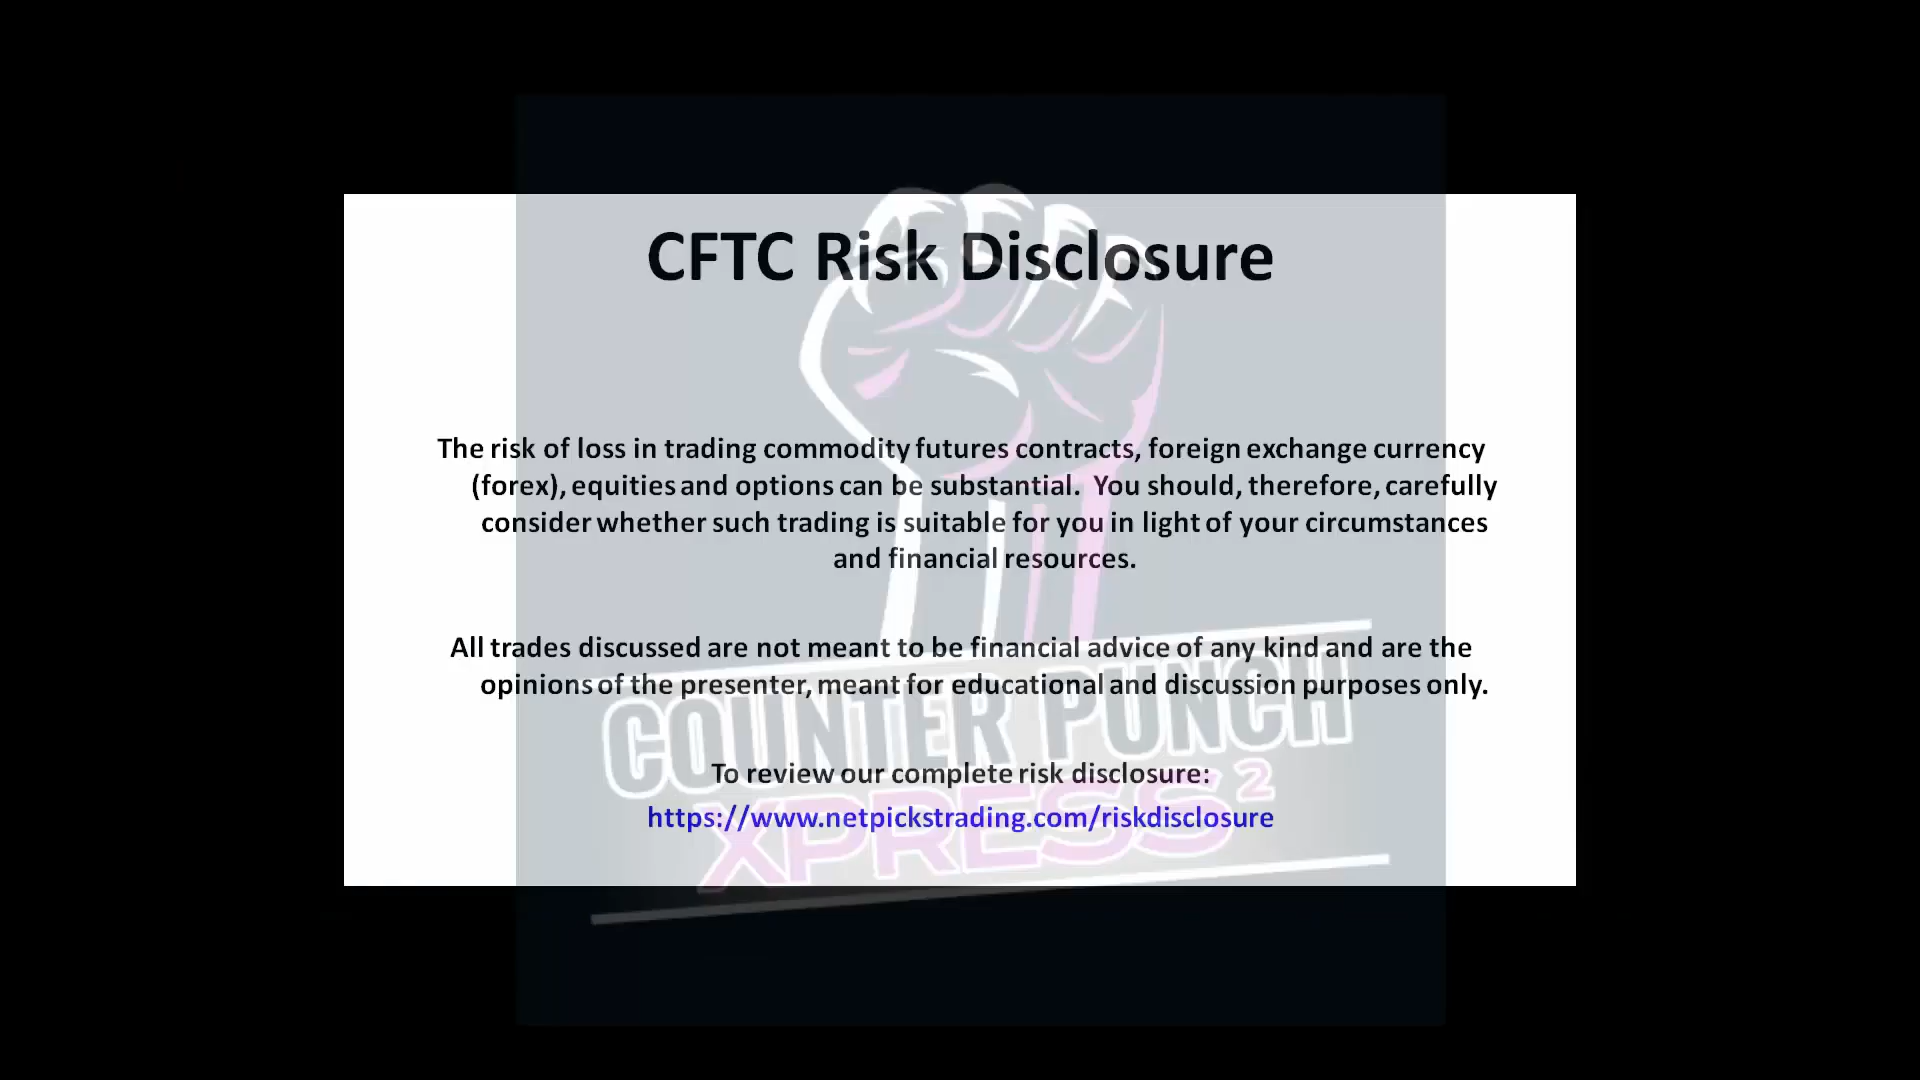 CFTC Risk Disclosure
The risk of loss in trading commodity futures contracts, foreign exchange currency
(forex), equities and options can be substantial.  You should, therefore, carefully
consider whether such trading is suitable for you in light of your circumstances
and financial resources.
All trades discussed are not meant to be financial advice of any kind and are the
opinions of the presenter, meant for educational and discussion purposes only.
COUNTER PUNCH
To review our complete risk disclosure:
XPRESS²
https://www.netpickstrading.com/riskdisclosure